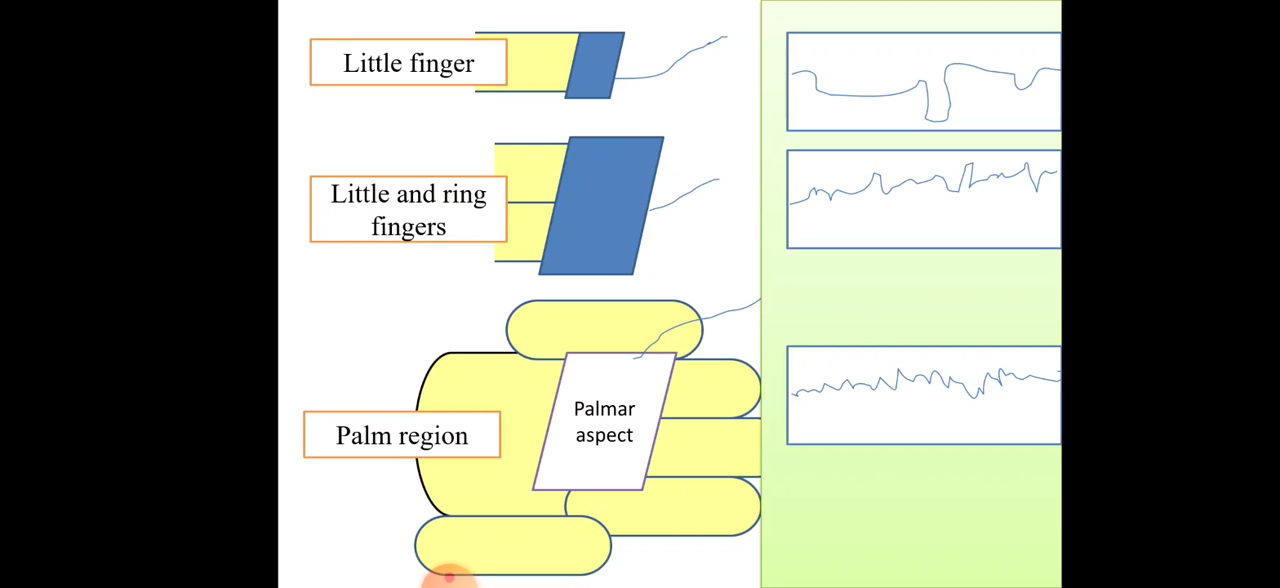 Little finger
Little and ring
fingers
Palmar
aspect
Palm region